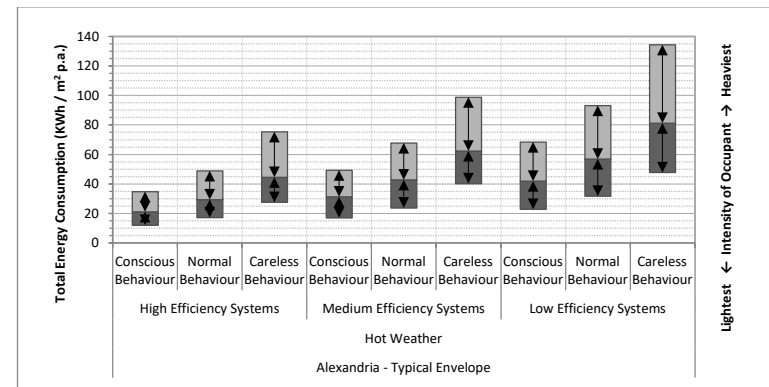 Total Energy Consumption (KWh / m² p.a.)
140
120
100
80
60
40
20
0
Conscious Behaviour
Normal Behaviour
Careless Behaviour
Conscious Behaviour
Normal Behaviour
Careless Behaviour
Conscious Behaviour
Normal Behaviour
Careless Behaviour
High Efficiency Systems
Medium Efficiency Systems
Low Efficiency Systems
Hot Weather
Alexandria - Typical Envelope
Lightest ← Intensity of Occupant → Heaviest